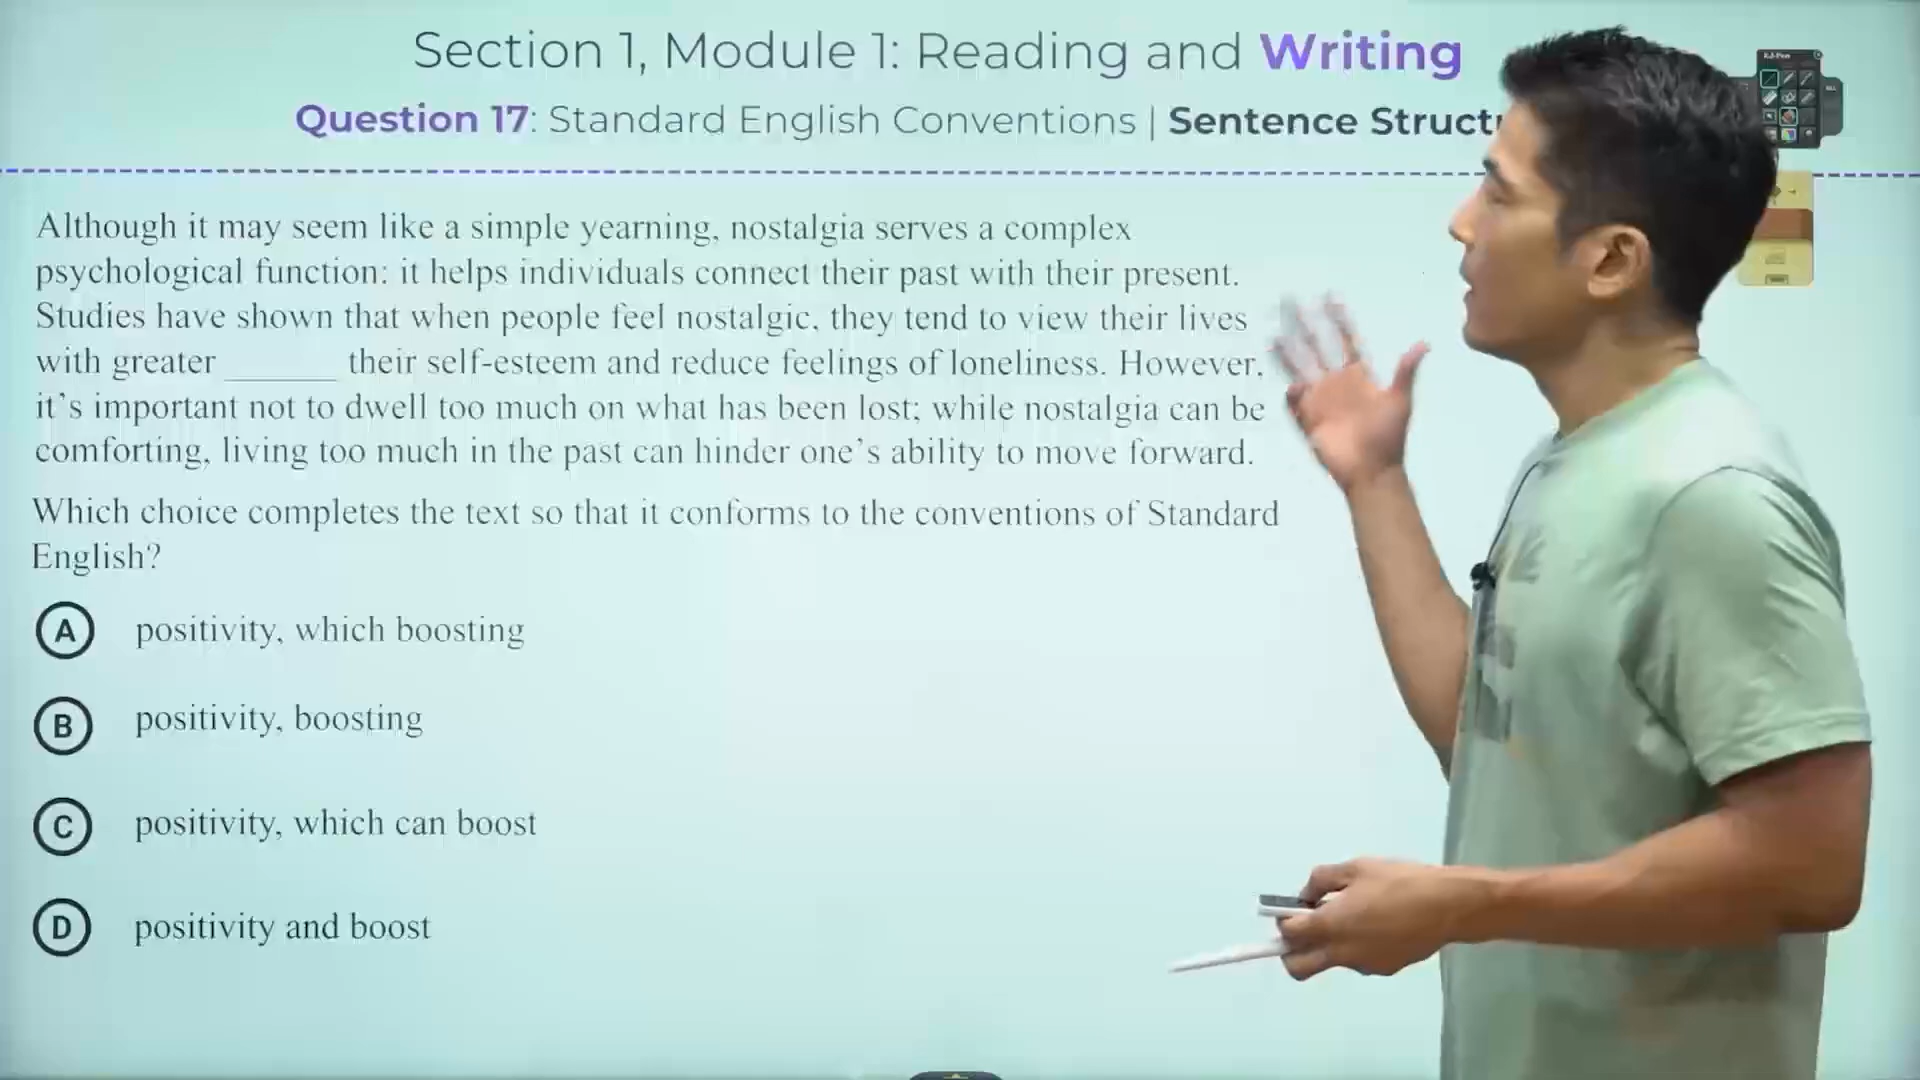 Section 1, Module 1: Reading and Writing
Question 17: Standard English Conventions | Sentence
Although it may seem like a simple yearning, nostalgia serves a complex
psychological function: it helps individuals connect their past with their present.
Studies have shown that when people feel nostalgic, they tend to view their lives
with greater ______ their self-esteem and reduce feelings of loneliness. However,
it's important not to dwell too much on what has been lost; while nostalgia can be
comforting, living too much in the past can hinder one's ability to move forward.
Which choice completes the text so that it conforms to the conventions of Standard
English?
A positivity, which boosting
B positivity, boosting
C positivity, which can boost
D positivity and boost